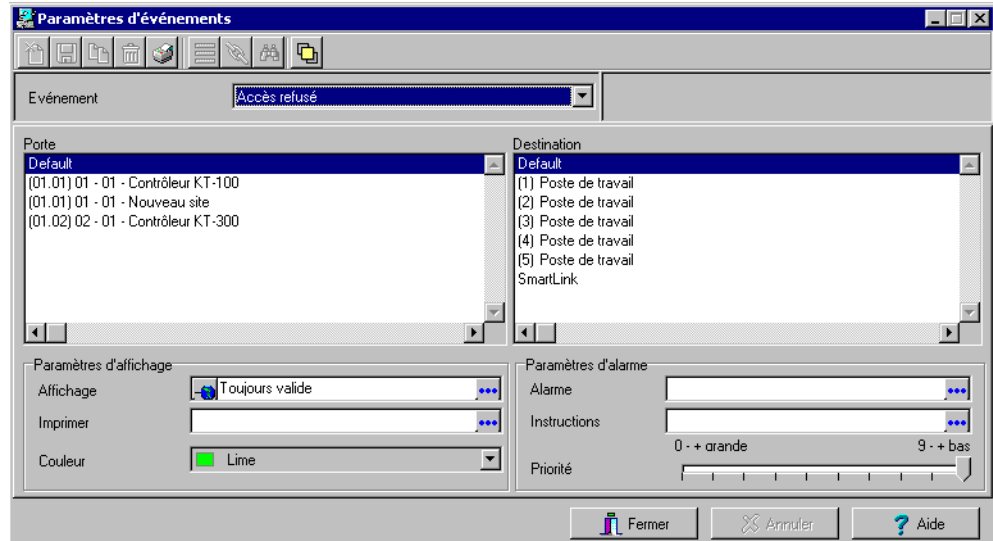 Paramètres d'événements
Evénement Accès refusé
Porte
Default
(01.01) 01 - 01 - Contrôleur KT-100
(01.01) 01 - 01 - Nouveau site
(01.02) 02 - 01 - Contrôleur KT-300
Destination
Default
(1) Poste de travail
(2) Poste de travail
(3) Poste de travail
(4) Poste de travail
(5) Poste de travail
SmartLink
Paramètres d'affichage
Affichage Toujours valide
Imprimer
Couleur Lime
Paramètres d'alarme
Alarme
Instructions
0 - + grande 9 - + bas
Priorité
Fermer Annuler Aide